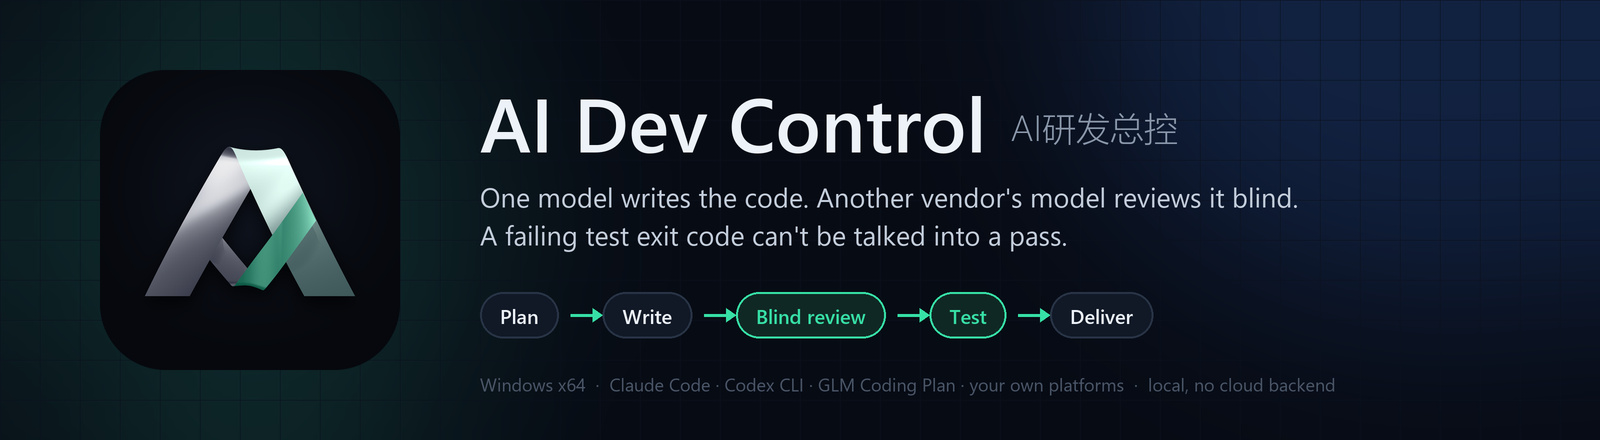 AI Dev Control AI研发总控
One model writes the code. Another vendor's model reviews it blind.
A failing test exit code can't be talked into a pass.
Plan → Write → Blind review → Test → Deliver
Windows x64 · Claude Code · Codex CLI · GLM Coding Plan · your own platforms · local, no cloud backend